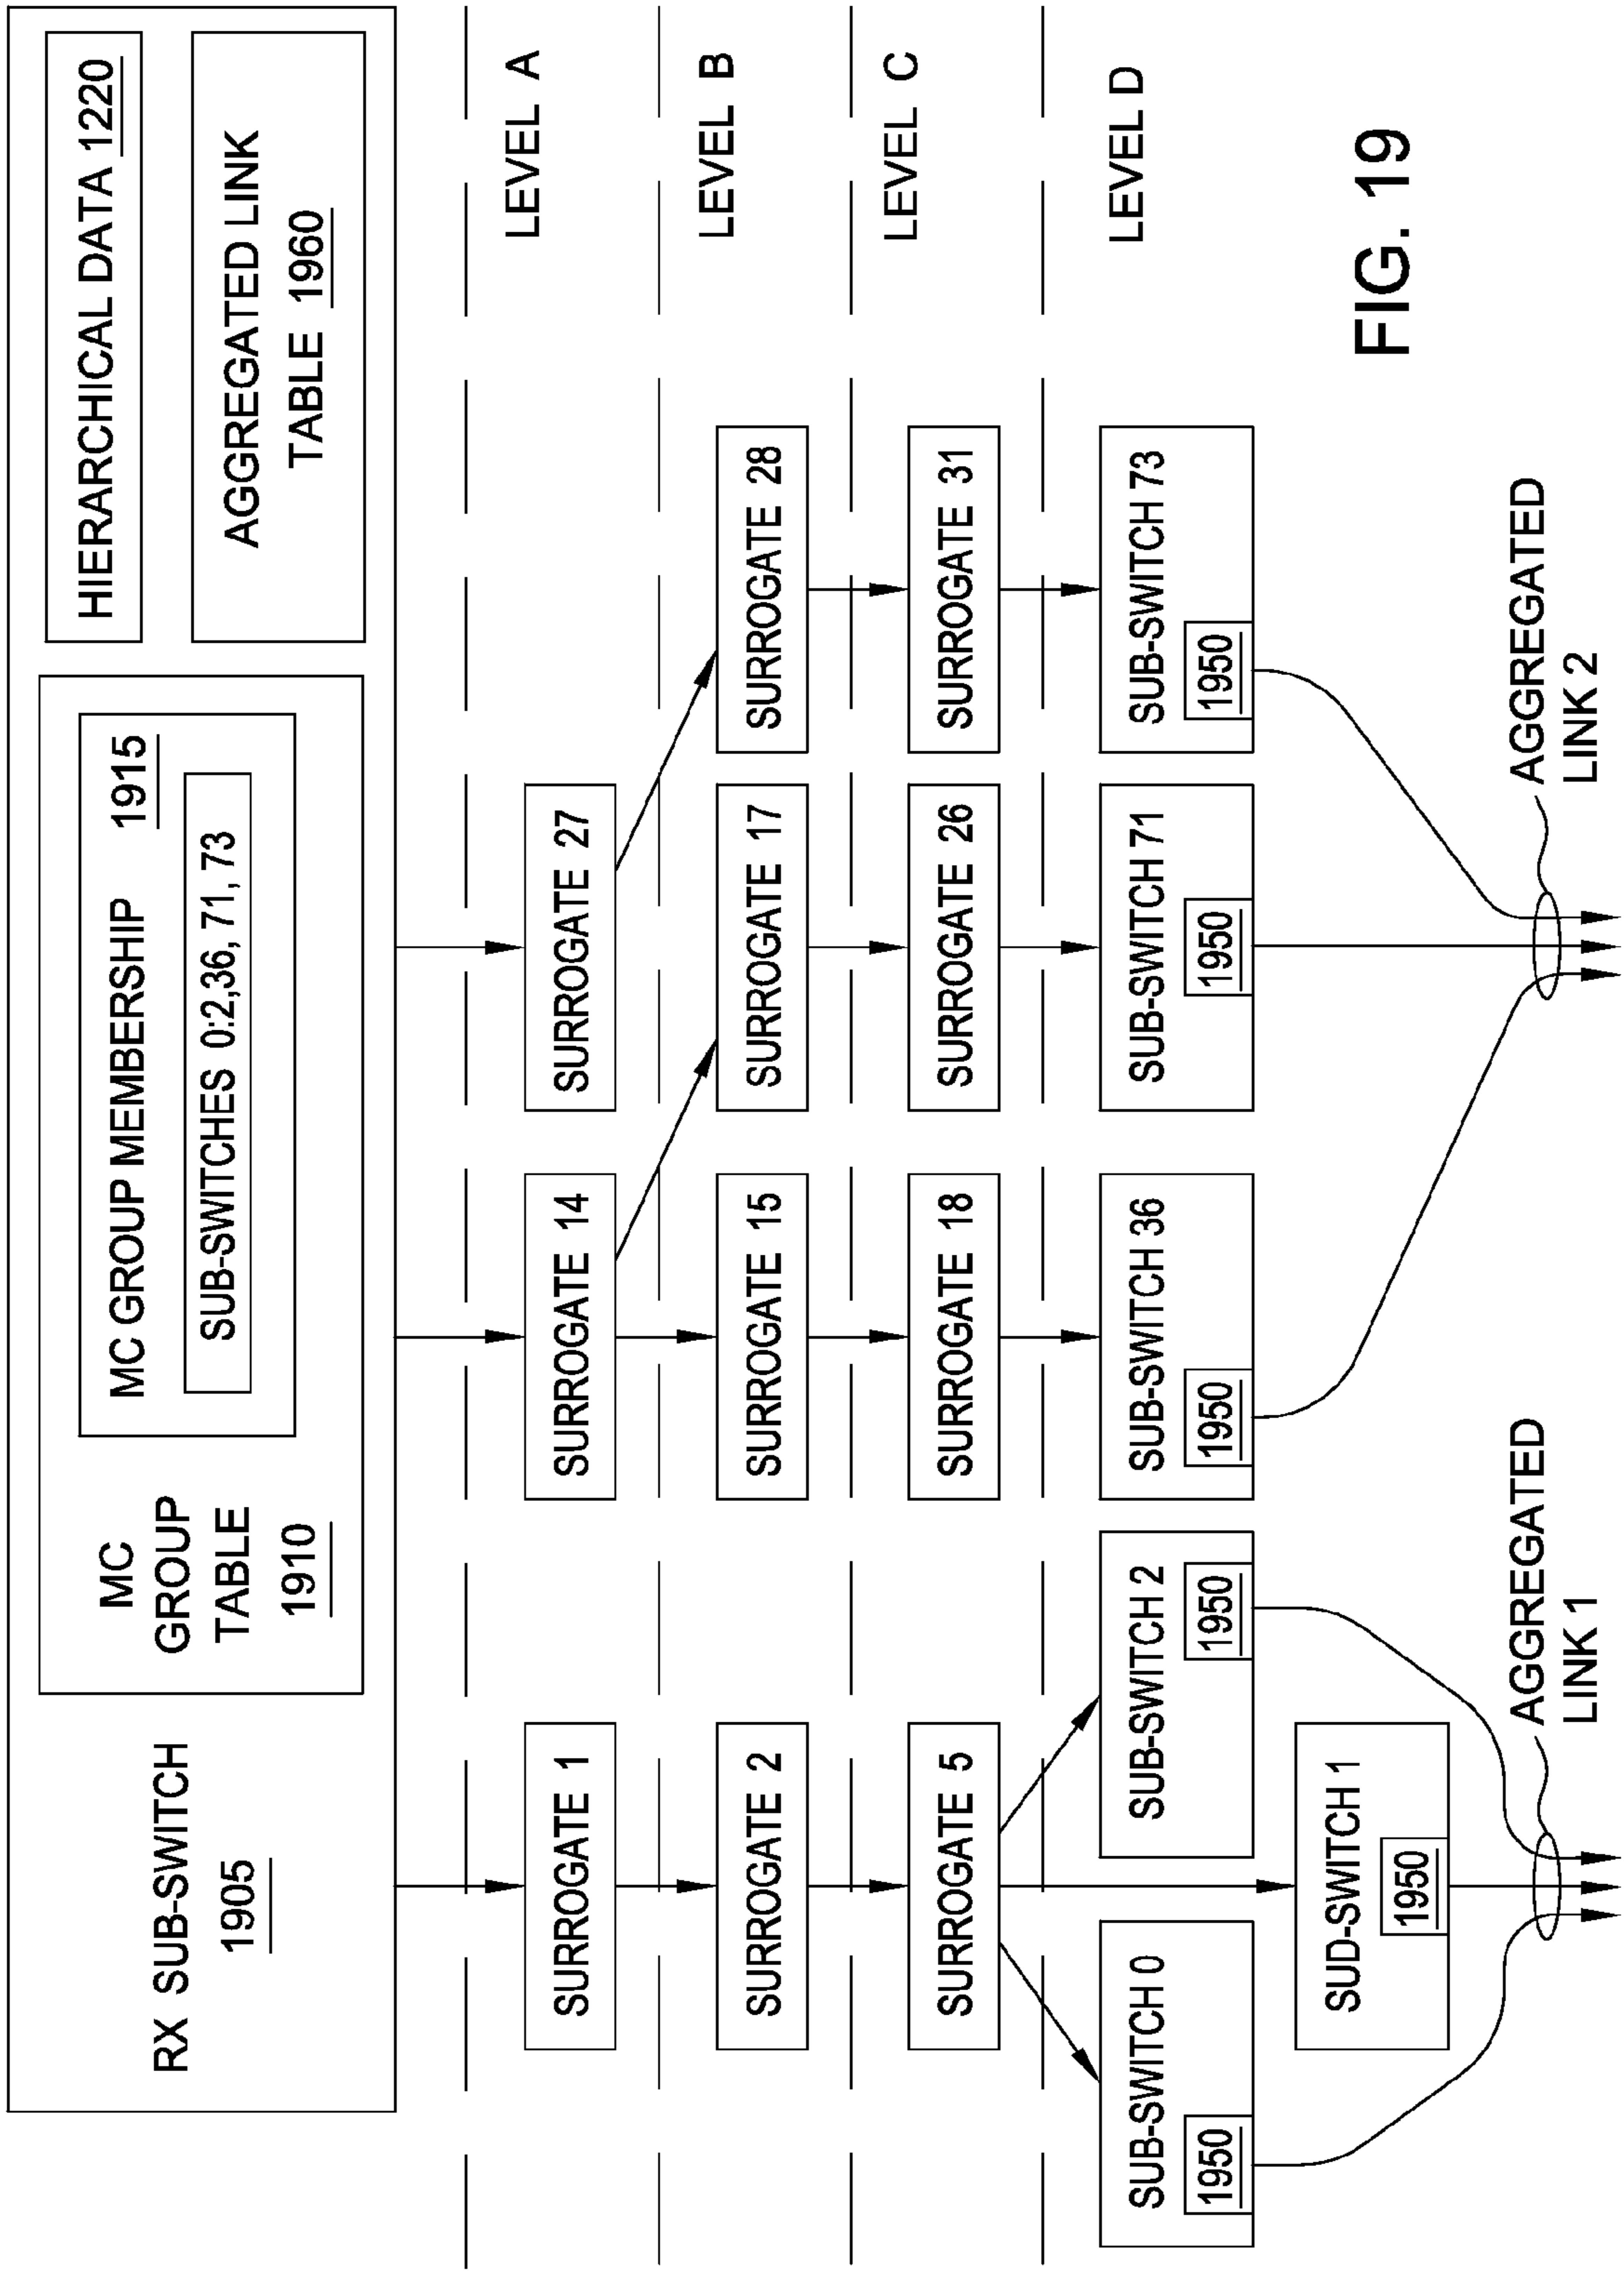 RX SUB-SWITCH
1905
MC
GROUP
TABLE
1910
MC GROUP MEMBERSHIP 1915
SUB-SWITCHES 0:2,36, 71, 73
HIERARCHICAL DATA 1220
AGGREGATED LINK
TABLE 1960
LEVEL A
SURROGATE 1
SURROGATE 14
SURROGATE 27
LEVEL B
SURROGATE 2
SURROGATE 15
SURROGATE 17
SURROGATE 28
LEVEL C
SURROGATE 5
SURROGATE 18
SURROGATE 26
SURROGATE 31
LEVEL D
SUB-SWITCH 0
1950
SUB-SWITCH 2
1950
SUB-SWITCH 36
1950
SUB-SWITCH 71
1950
SUB-SWITCH 73
1950
SUD-SWITCH 1
1950
AGGREGATED
LINK 1
AGGREGATED
LINK 2
FIG. 19